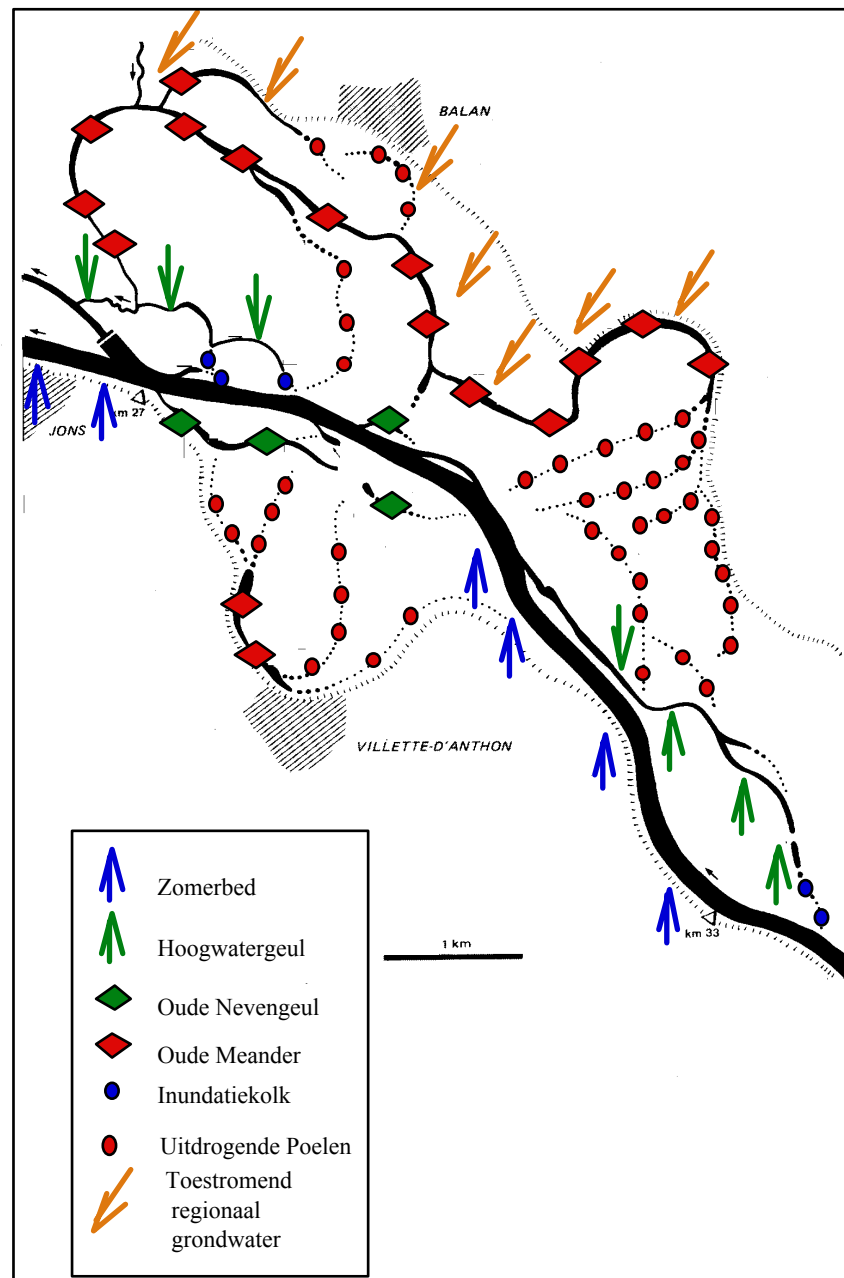 BALAN
JONS
km 27
VILLETTE-D'ANTHON
1 km
km 33
Zomerbed
Hoogwatergeul
Oude Nevengeul
Oude Meander
Inundatiekolk
Uitdrogende Poelen
Toestromend
regionaal
grondwater